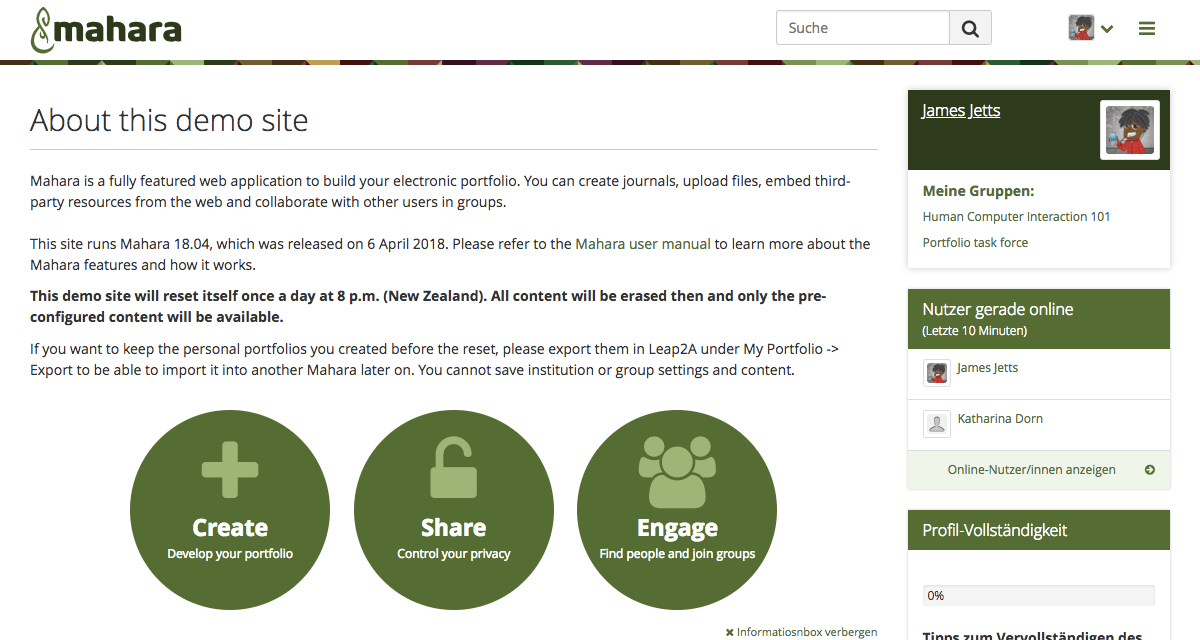 mahara
Suche
About this demo site
Mahara is a fully featured web application to build your electronic portfolio. You can create journals, upload files, embed third-
party resources from the web and collaborate with other users in groups.
This site runs Mahara 18.04, which was released on 6 April 2018. Please refer to the Mahara user manual to learn more about the
Mahara features and how it works.
This demo site will reset itself once a day at 8 p.m. (New Zealand). All content will be erased then and only the pre-
configured content will be available.
If you want to keep the personal portfolios you created before the reset, please export them in Leap2A under My Portfolio ->
Export to be able to import it into another Mahara later on. You cannot save institution or group settings and content.
Create
Develop your portfolio
Share
Control your privacy
Engage
Find people and join groups
Informatiosnbox verbergen
James Jetts
Meine Gruppen:
Human Computer Interaction 101
Portfolio task force
Nutzer gerade online
(Letzte 10 Minuten)
James Jetts
Katharina Dorn
Online-Nutzer/innen anzeigen
Profil-Vollständigkeit
0%
Tipps zum Vervollständigen des